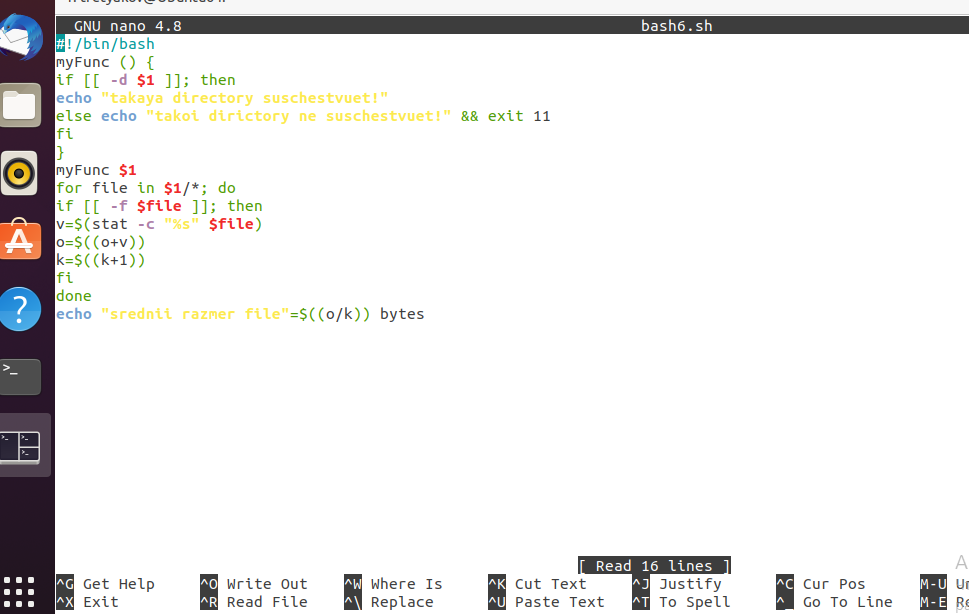 GNU nano 4.8 bash6.sh
#!/bin/bash
myFunc () {
if [[ -d $1 ]]; then
echo "takaya directory suschestvuet!"
else echo "takoi dirictory ne suschestvuet!" && exit 11
fi
}
myFunc $1
for file in $1/*; do
if [[ -f $file ]]; then
v=$(stat -c "%s" $file)
o=$((o+v))
k=$((k+1))
fi
done
echo "srednii razmer file"=$((o/k)) bytes
[ Read 16 lines ]
^G Get Help ^O Write Out ^W Where Is ^K Cut Text ^J Justify ^C Cur Pos M-U
^X Exit ^R Read File ^\ Replace ^U Paste Text ^T To Spell ^_ Go To Line M-E